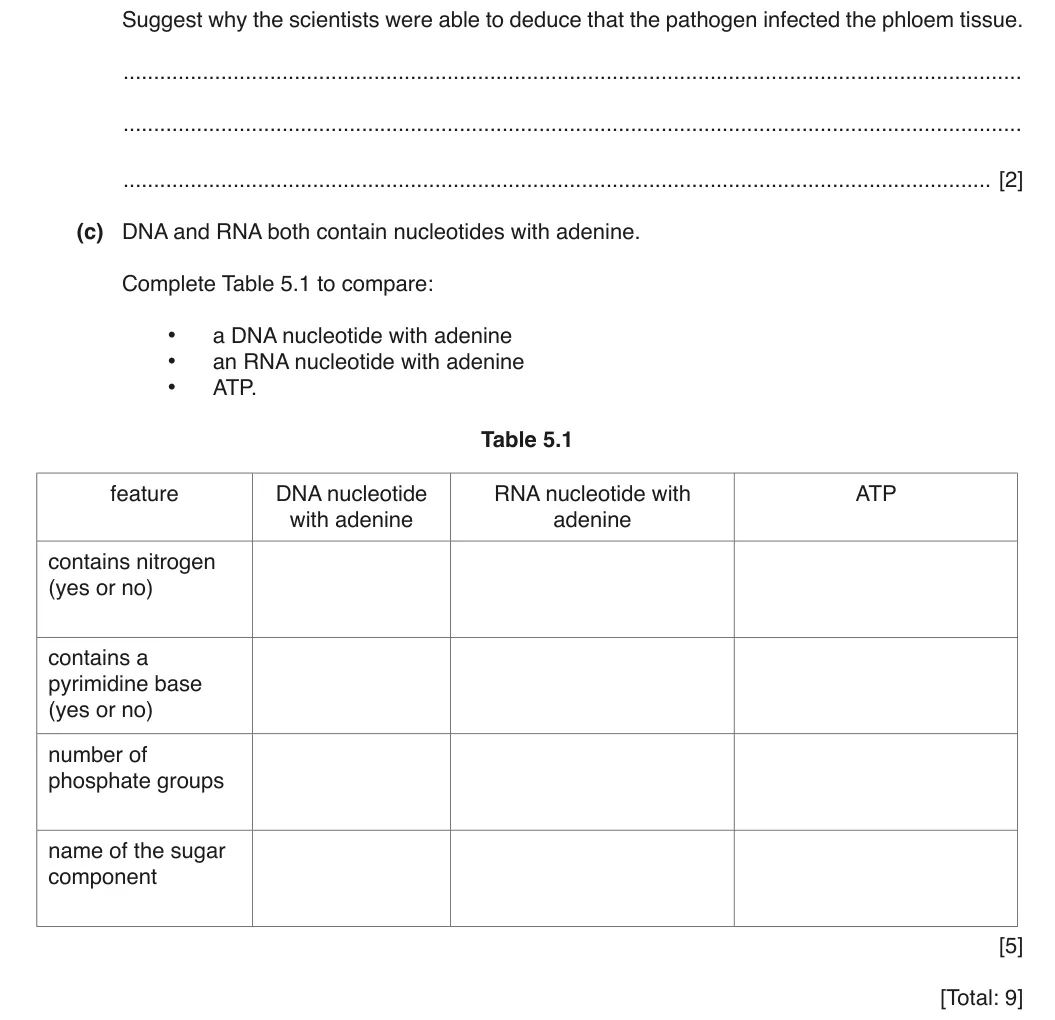 Suggest why the scientists were able to deduce that the pathogen infected the phloem tissue.
..........................................................................................................................................................
..........................................................................................................................................................
..................................................................................................................................................... [2]
(c) DNA and RNA both contain nucleotides with adenine.
Complete Table 5.1 to compare:
• a DNA nucleotide with adenine
• an RNA nucleotide with adenine
• ATP.
Table 5.1
feature
DNA nucleotide
with adenine
RNA nucleotide with
adenine
ATP
contains nitrogen
(yes or no)
contains a
pyrimidine base
(yes or no)
number of
phosphate groups
name of the sugar
component
[5]
[Total: 9]